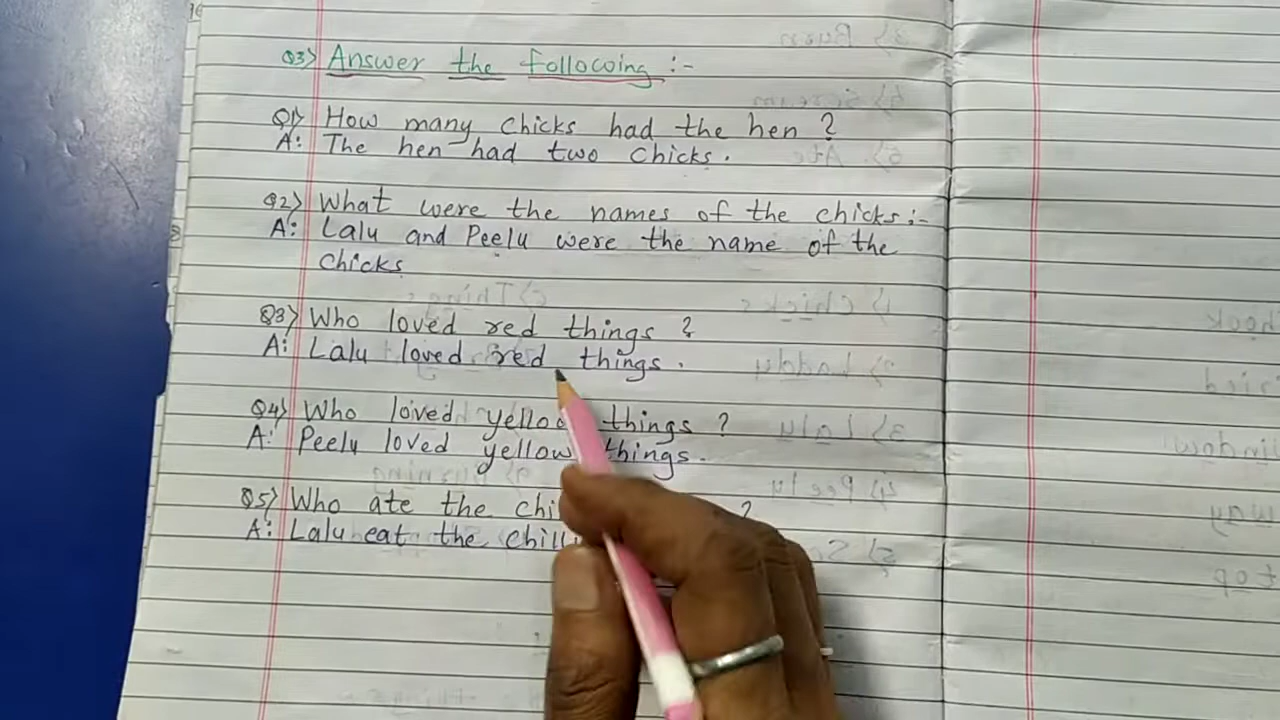 Q3) Answer the following :-
Q1) How many chicks had the hen ?
A: The hen had two chicks.
Q2) What were the names of the chicks:-
A: Lalu and Peelu were the name of the
chicks
Q3) Who loved red things ?
A: Lalu loved red things.
Q4) Who loved yellow things ?
A: Peelu loved yellow things.
Q5) Who ate the ?
A: Lalu eat the